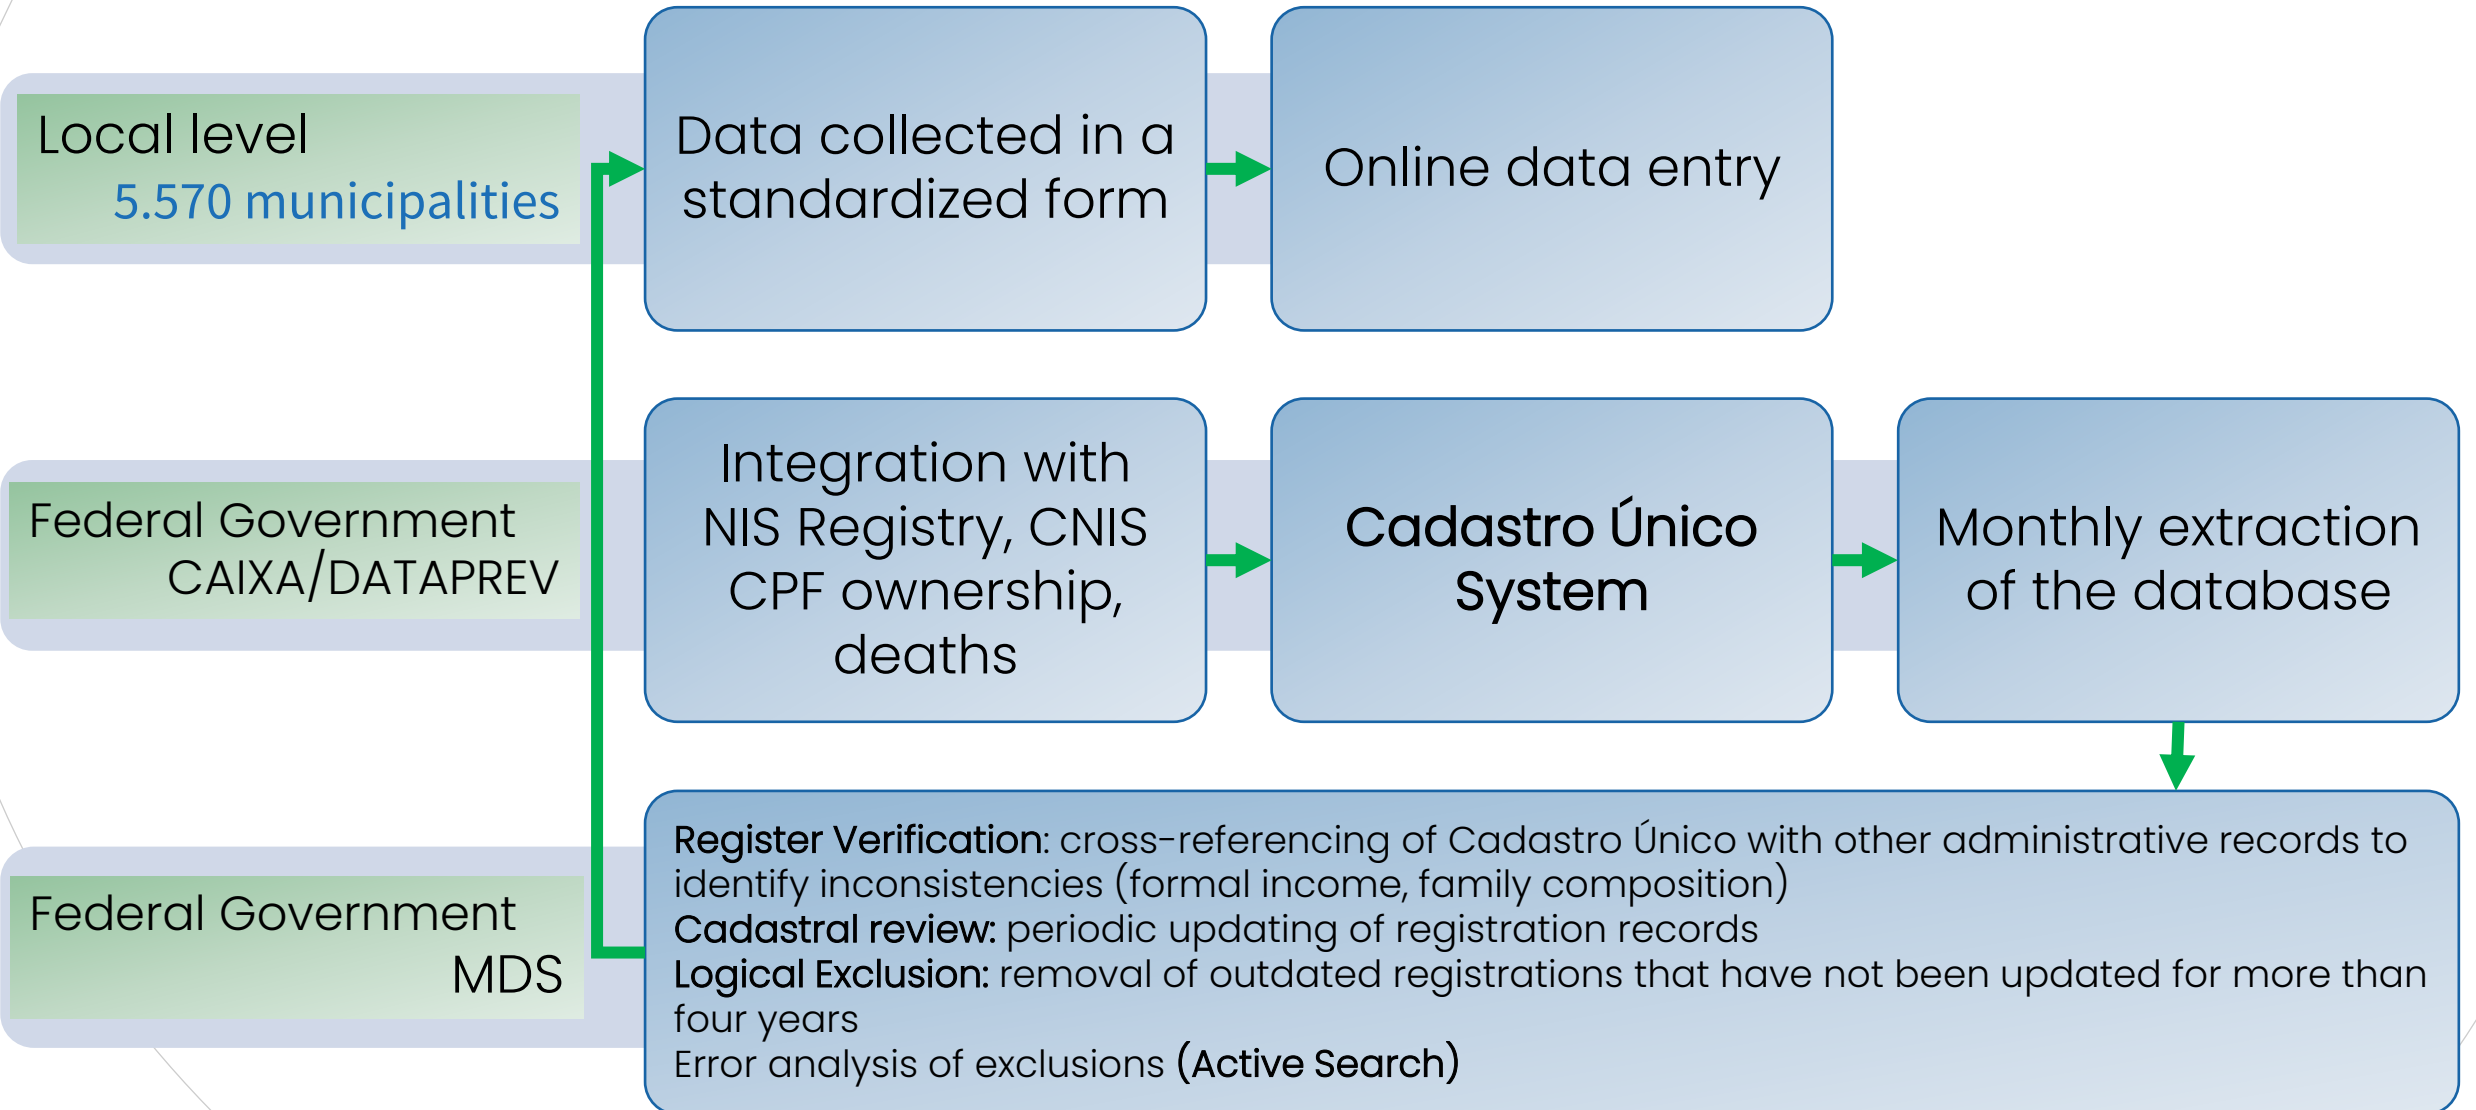 Local level
5.570 municipalities
Data collected in a
standardized form
Online data entry
Federal Government
CAIXA/DATAPREV
Integration with
NIS Registry, CNIS
CPF ownership,
deaths
Cadastro Único
System
Monthly extraction
of the database
Federal Government
MDS
Register Verification: cross-referencing of Cadastro Único with other administrative records to
identify inconsistencies (formal income, family composition)
Cadastral review: periodic updating of registration records
Logical Exclusion: removal of outdated registrations that have not been updated for more than
four years
Error analysis of exclusions (Active Search)